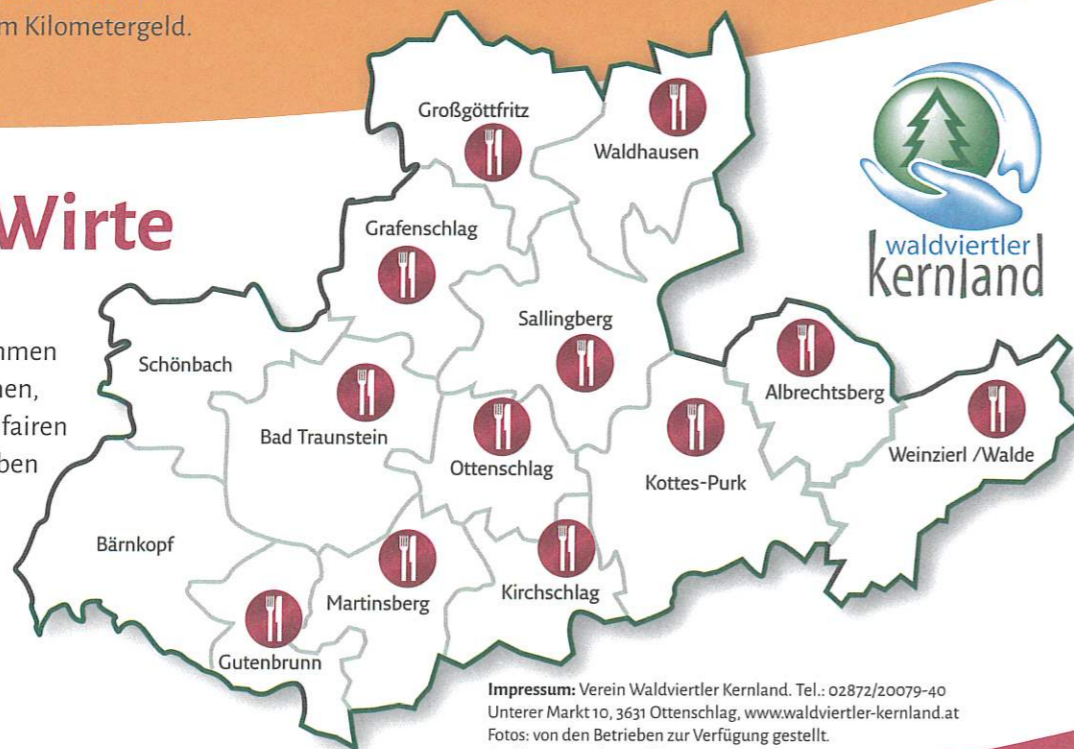 m Kilometergeld.
Wirte
mmen
nen,
fairen
ben
Großgöttfritz
Waldhausen
Grafenschlag
Sallingberg
Schönbach
Albrechtsberg
Bad Traunstein
Ottenschlag
Weinzierl /Walde
Kottes-Purk
Bärnkopf
Kirchschlag
Martinsberg
Gutenbrunn
waldviertler
kernland
Impressum: Verein Waldviertler Kernland. Tel.: 02872/20079-40
Unterer Markt 10, 3631 Ottenschlag, www.waldviertler-kernland.at
Fotos: von den Betrieben zur Verfügung gestellt.